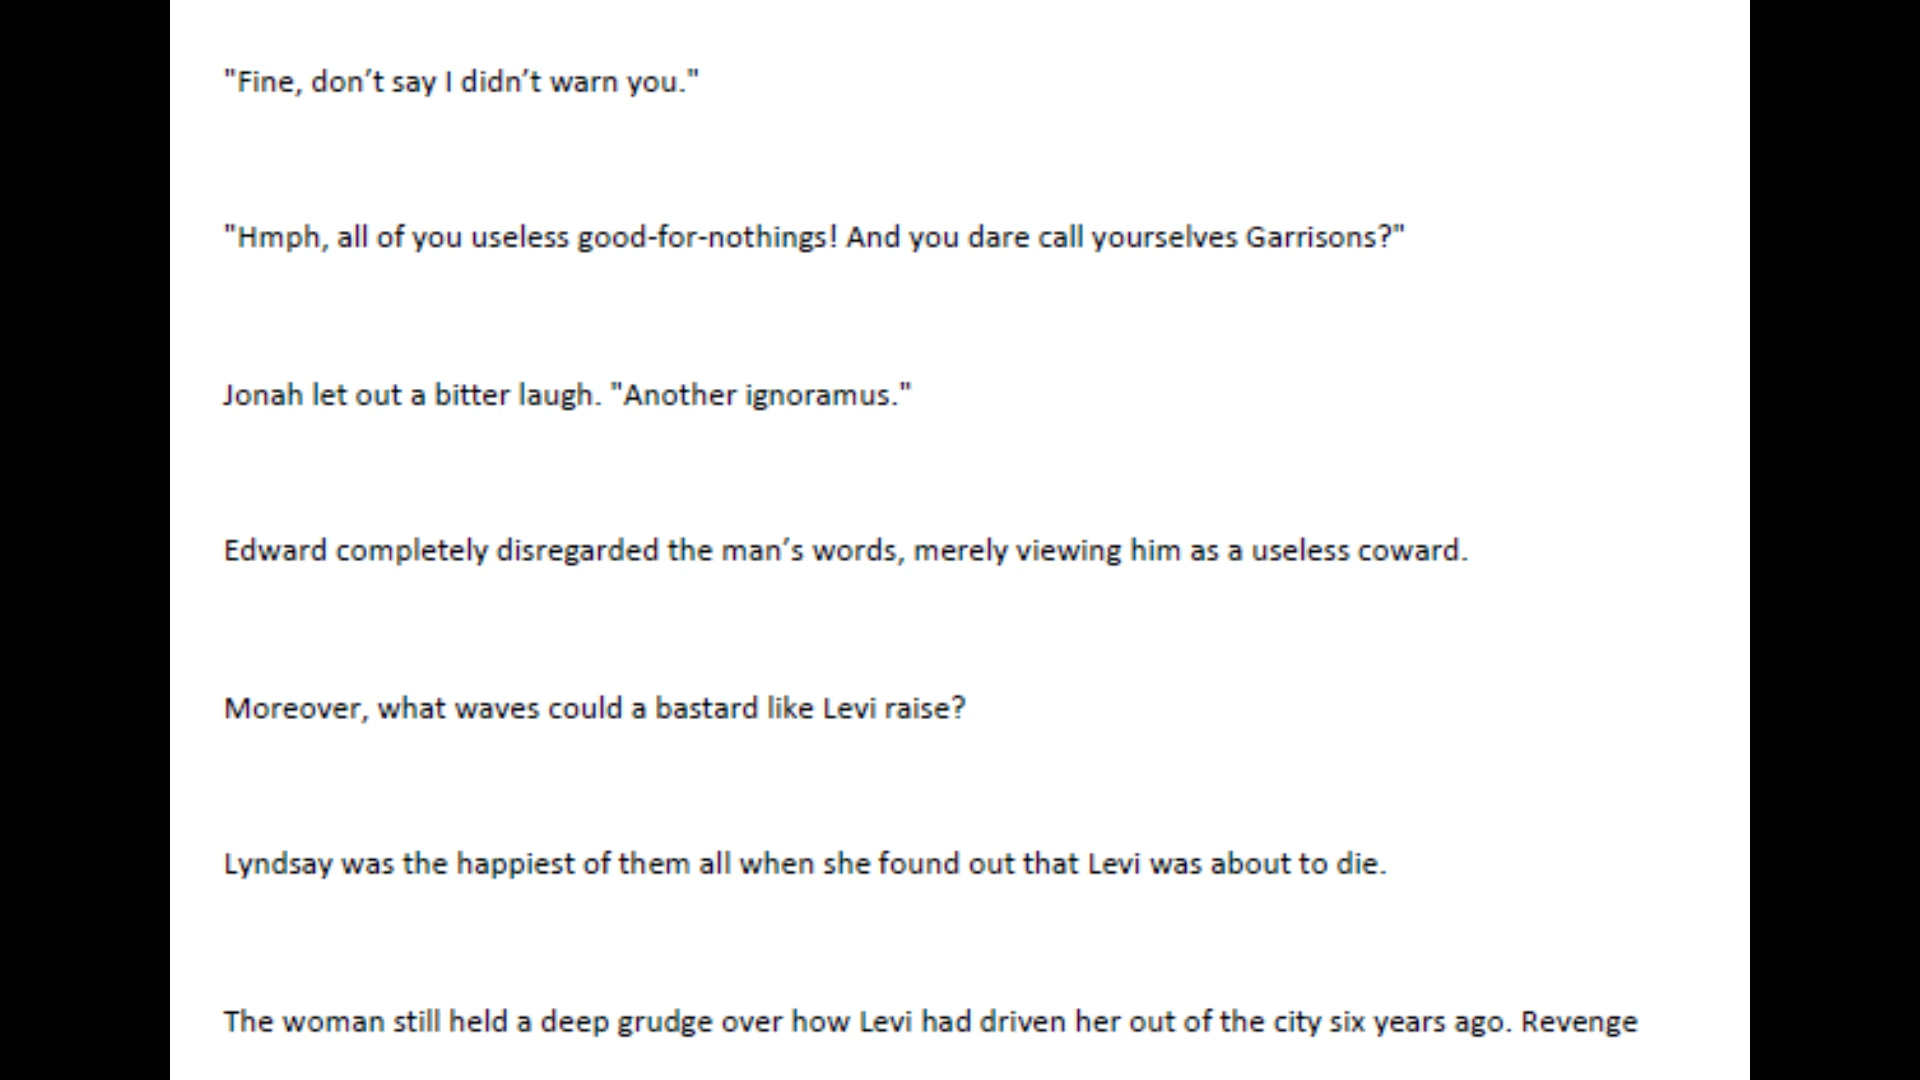 "Fine, don’t say I didn’t warn you."
"Hmph, all of you useless good-for-nothings! And you dare call yourselves Garrisons?"
Jonah let out a bitter laugh. "Another ignoramus."
Edward completely disregarded the man’s words, merely viewing him as a useless coward.
Moreover, what waves could a bastard like Levi raise?
Lyndsay was the happiest of them all when she found out that Levi was about to die.
The woman still held a deep grudge over how Levi had driven her out of the city six years ago. Revenge